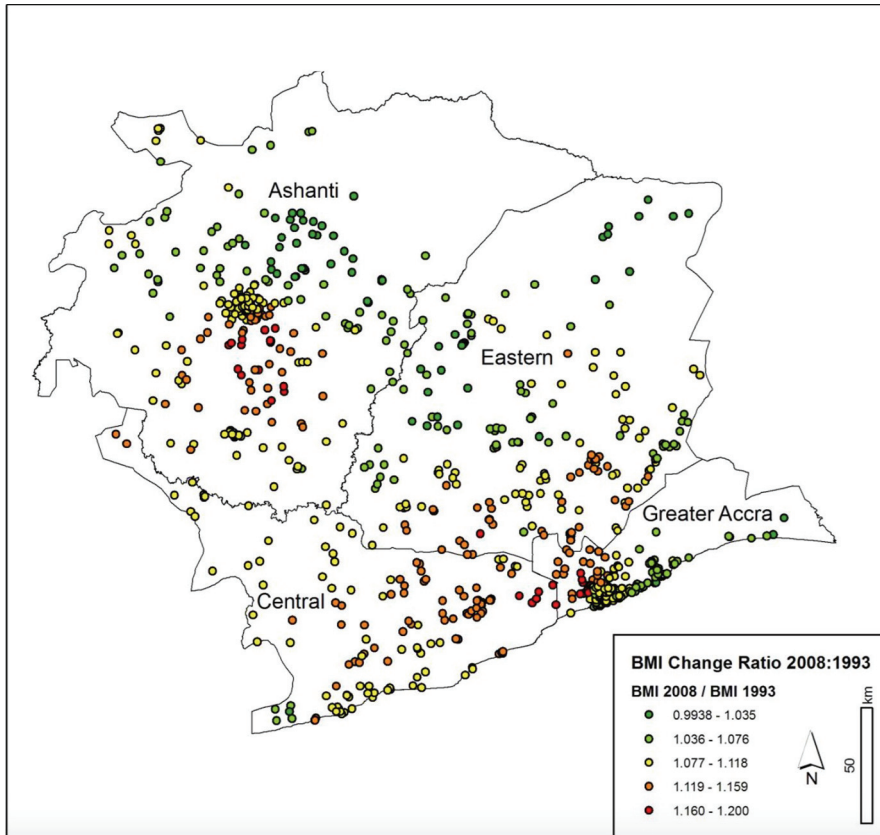 Ashanti
Eastern
Greater Accra
Central
BMI Change Ratio 2008:1993
BMI 2008 / BMI 1993
0.9938 - 1.035
1.036 - 1.076
1.077 - 1.118
1.119 - 1.159
1.160 - 1.200
N
50
km